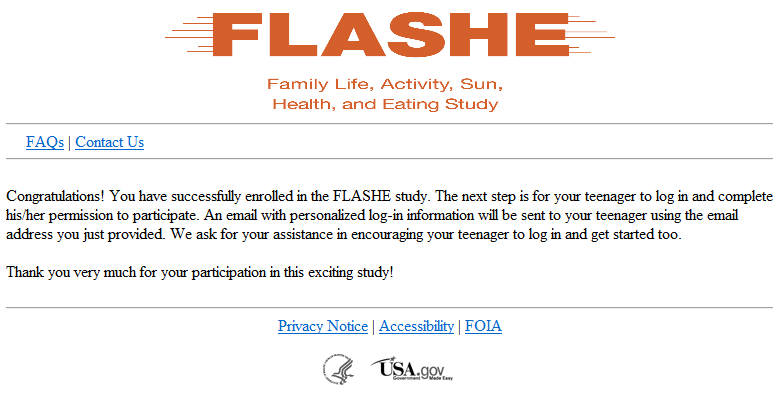 FLASHE
Family Life, Activity, Sun,
Health, and Eating Study
FAQs | Contact Us
Congratulations! You have successfully enrolled in the FLASHE study. The next step is for your teenager to log in and complete
his/her permission to participate. An email with personalized log-in information will be sent to your teenager using the email
address you just provided. We ask for your assistance in encouraging your teenager to log in and get started too.
Thank you very much for your participation in this exciting study!
Privacy Notice | Accessibility | FOIA
USA.gov
Government Made Easy